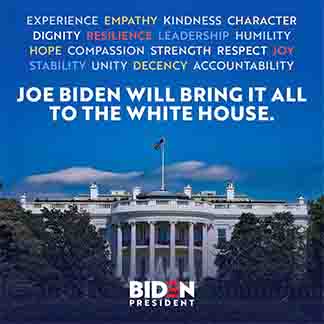 EXPERIENCE EMPATHY KINDNESS CHARACTER
DIGNITY RESILIENCE LEADERSHIP HUMILITY
HOPE COMPASSION STRENGTH RESPECT JOY
STABILITY UNITY DECENCY ACCOUNTABILITY
JOE BIDEN WILL BRING IT ALL
TO THE WHITE HOUSE.
BIDEN
PRESIDENT